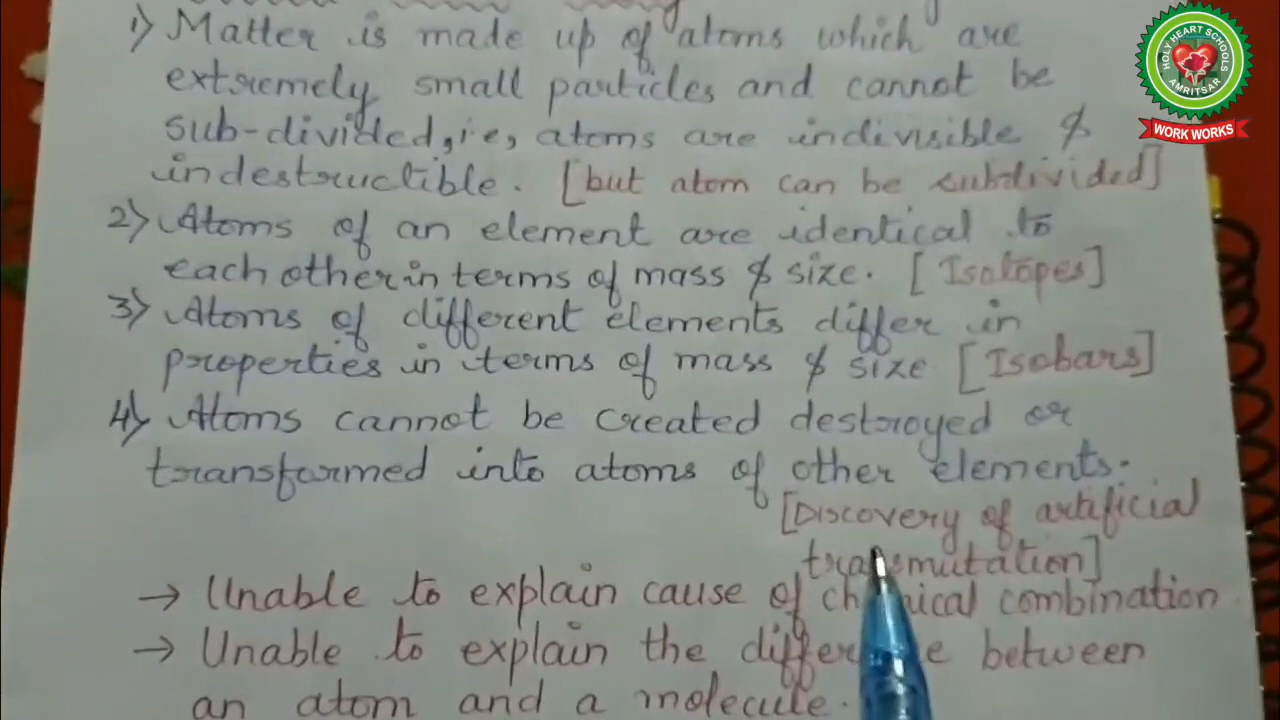 1) Matter is made up of atoms which are
extremely small particles and cannot be
sub-divided, i.e, atoms are indivisible &
indestructible. [but atom can be subdivided]
2) Atoms of an element are identical to
each other in terms of mass & size. [Isotopes]
3) Atoms of different elements differ in
properties in terms of mass & size [Isobars]
4) Atoms cannot be created destroyed or
transformed into atoms of other elements.
[Discovery of artificial
transmutation]
→ Unable to explain cause of chemical combination
→ Unable to explain the difference between
an atom and a molecule.
HOLY HEART SCHOOLS
AMRITSAR
WORK WORKS